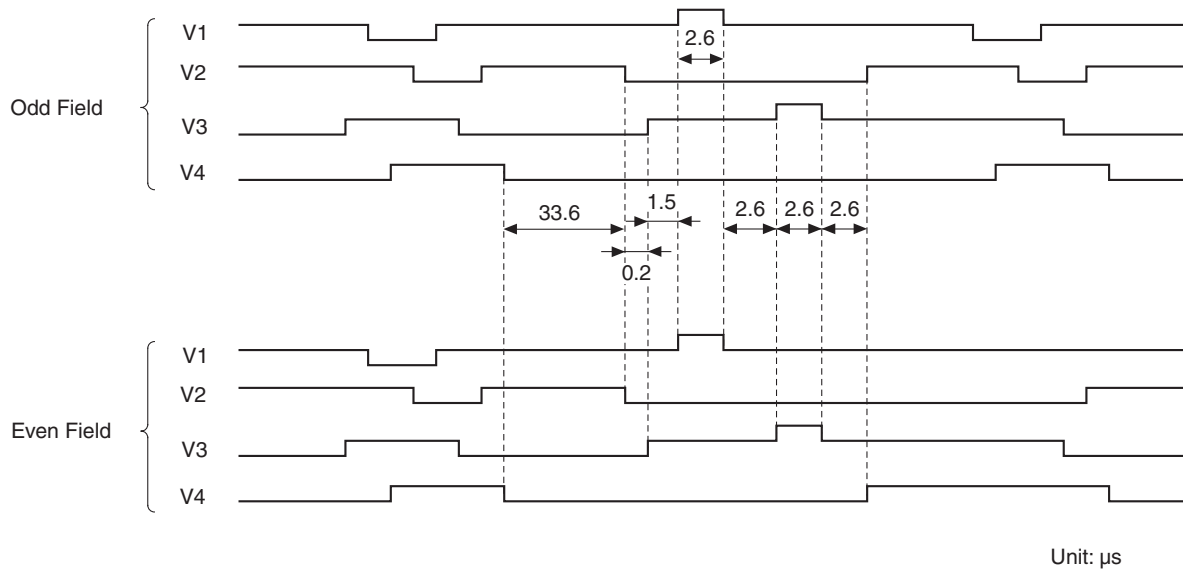 V1
2.6
V2
Odd Field
V3
V4
1.5
33.6
2.6
2.6
2.6
0.2
V1
V2
Even Field
V3
V4
Unit: µs